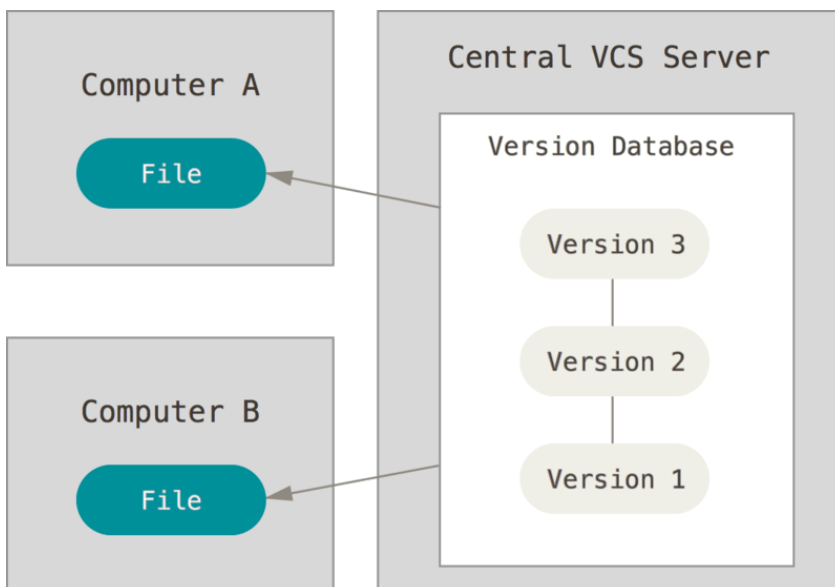 Computer A
File
Central VCS Server
Version Database
Version 3
Version 2
Version 1
Computer B
File